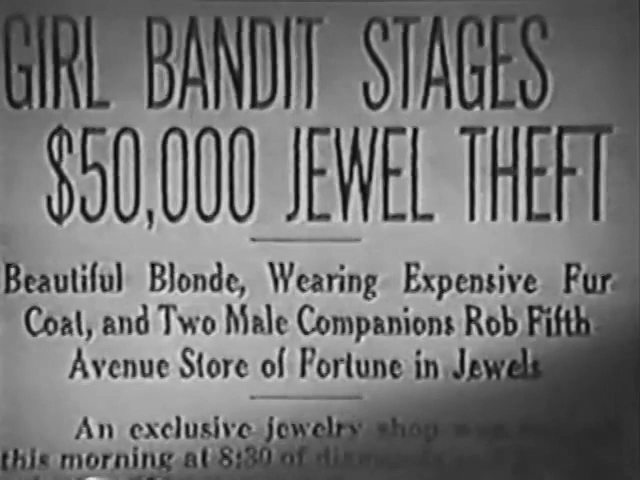 GIRL BANDIT STAGES
$50,000 JEWEL THEFT
Beautiful Blonde, Wearing Expensive Fur
Coat, and Two Male Companions Rob Fifth
Avenue Store of Fortune in Jewels
An exclusive jewelry shop
this morning at 8:30 of